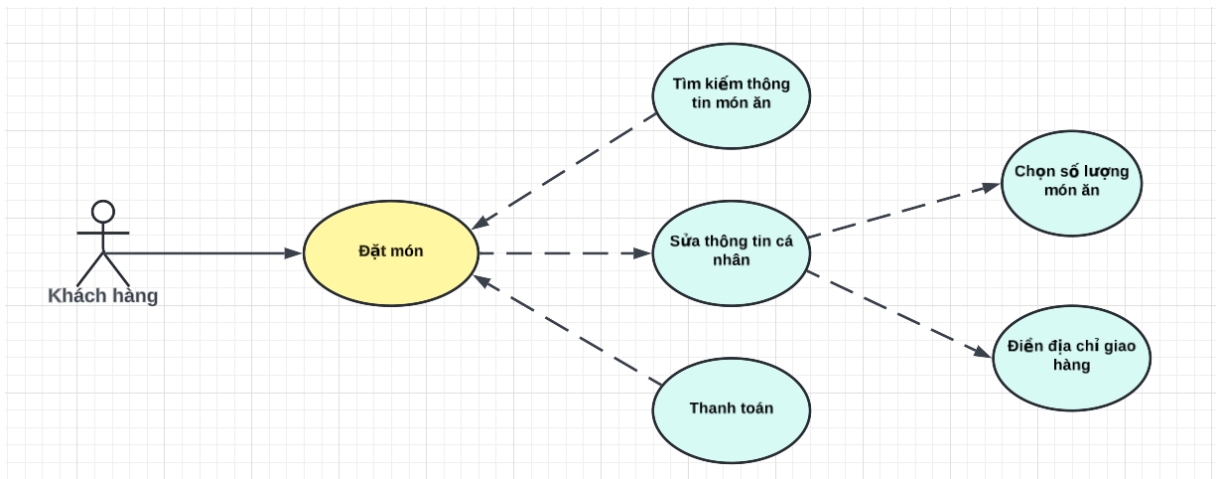 Tìm kiếm thông
tin món ăn
Chọn số lượng
món ăn
Đặt món
Sửa thông tin cá
nhân
Khách hàng
Điền địa chỉ giao
hàng
Thanh toán